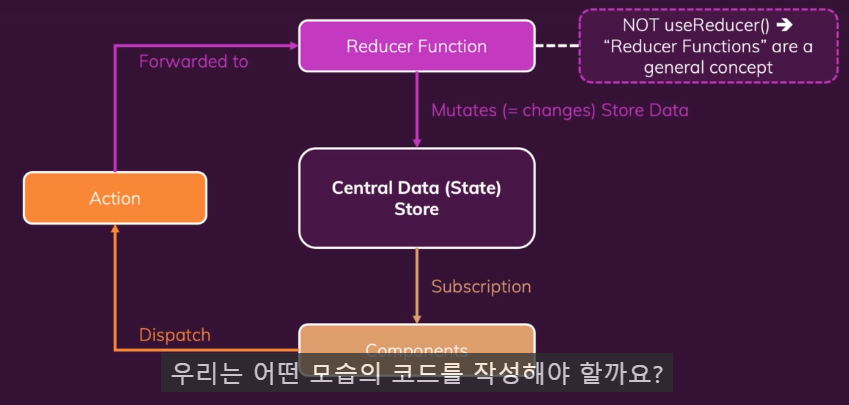 NOT useReducer() ➔
Reducer Function
“Reducer Functions” are a
general concept
Forwarded to
Mutates (= changes) Store Data
Central Data (State)
Store
Action
Subscription
Dispatch
Components
우리는 어떤 모습의 코드를 작성해야 할까요?